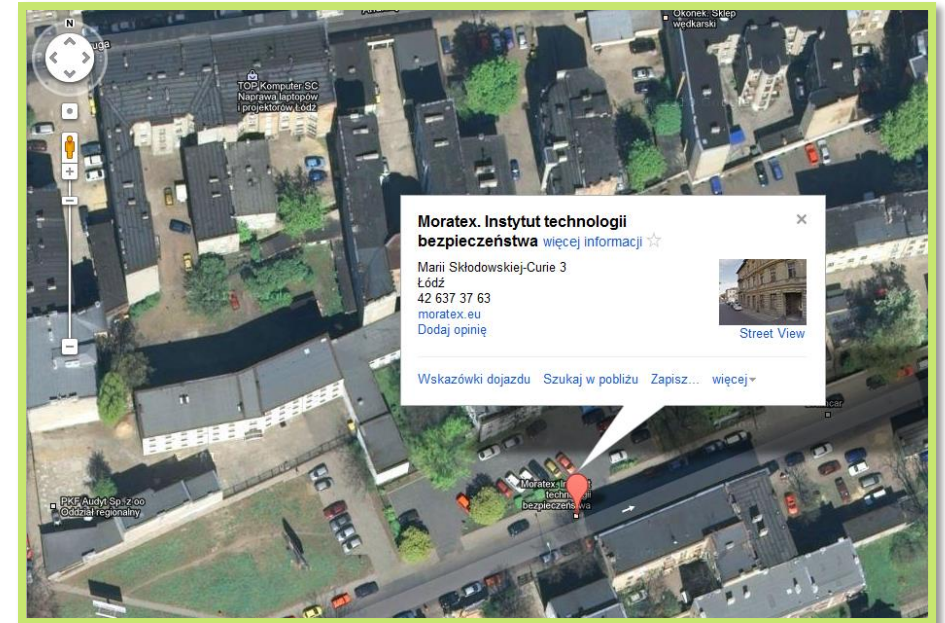 N
Okonek. Sklep
wędkarski
TOP Komputer SC
Naprawa laptopów
i projektorów Łódź
Moratex. Instytut technologii
bezpieczeństwa więcej informacji
Marii Skłodowskiej-Curie 3
Łódź
42 637 37 63
moratex.eu
Dodaj opinię
Street View
Wskazówki dojazdu Szukaj w pobliżu Zapisz... więcej
PKF Audyt Sp. z oo
Oddział regionalny
Moratex. Instytut
technologii
bezpieczeństwa